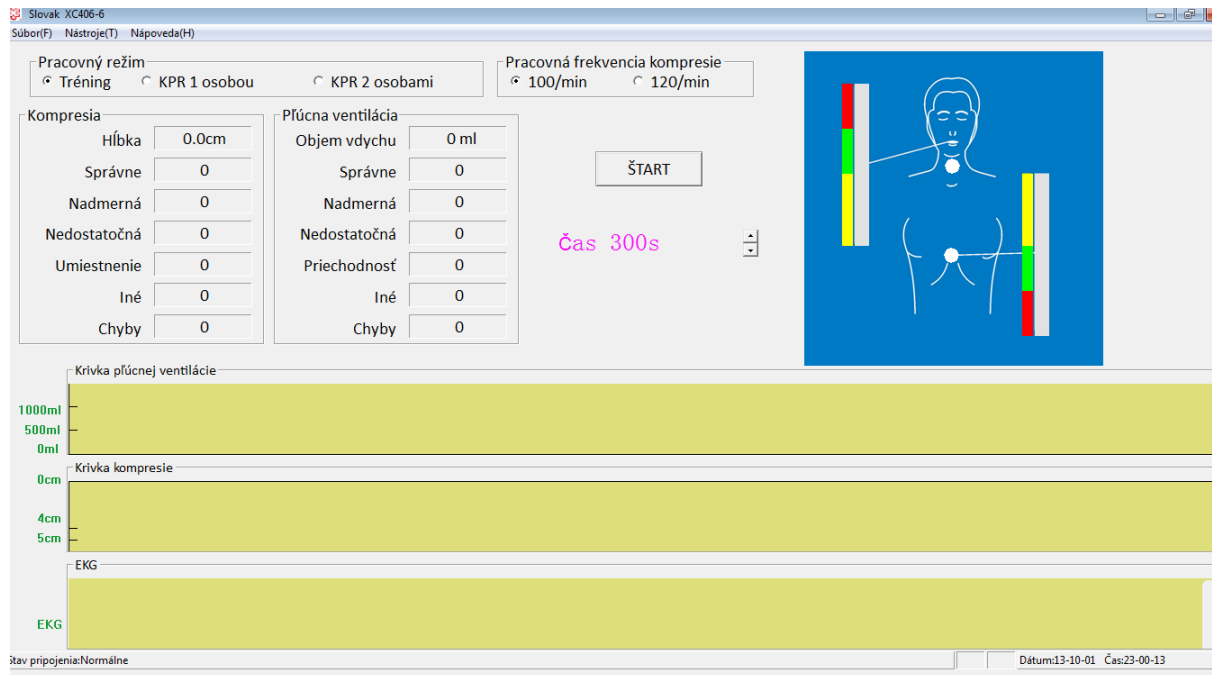 Slovak XC406-6
Súbor(F) Nástroje(T) Nápoveda(H)
Pracovný režim
Tréning KPR 1 osobou KPR 2 osobami
Pracovná frekvencia kompresie
100/min 120/min
Kompresia
Hĺbka 0.0cm
Správne 0
Nadmerná 0
Nedostatočná 0
Umiestnenie 0
Iné 0
Chyby 0
Pľúcna ventilácia
Objem vdychu 0 ml
Správne 0
Nadmerná 0
Nedostatočná 0
Priechodnosť 0
Iné 0
Chyby 0
ŠTART
Čas 300s
Krivka pľúcnej ventilácie
1000ml
500ml
0ml
Krivka kompresie
0cm
4cm
5cm
EKG
EKG
Stav pripojenia:Normálne
Dátum:13-10-01 Čas:23-00-13